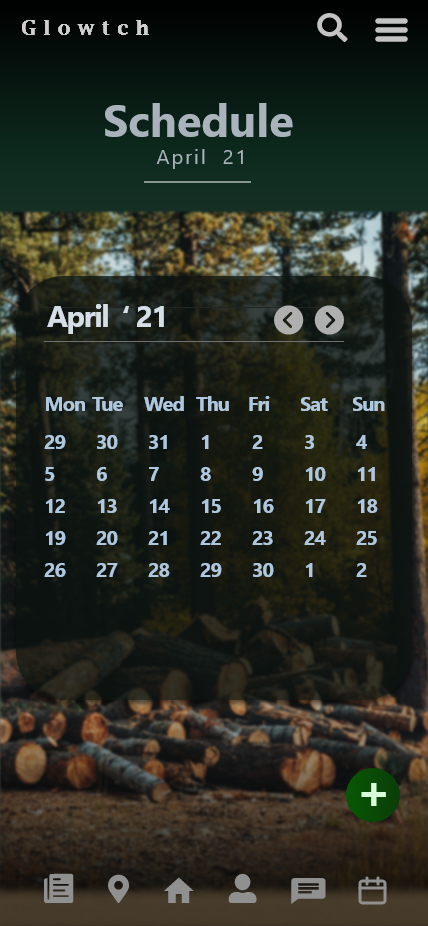 Glowtch
Schedule
April 21
April ‘ 21
Mon Tue Wed Thu Fri Sat Sun
29 30 31 1 2 3 4
5 6 7 8 9 10 11
12 13 14 15 16 17 18
19 20 21 22 23 24 25
26 27 28 29 30 1 2